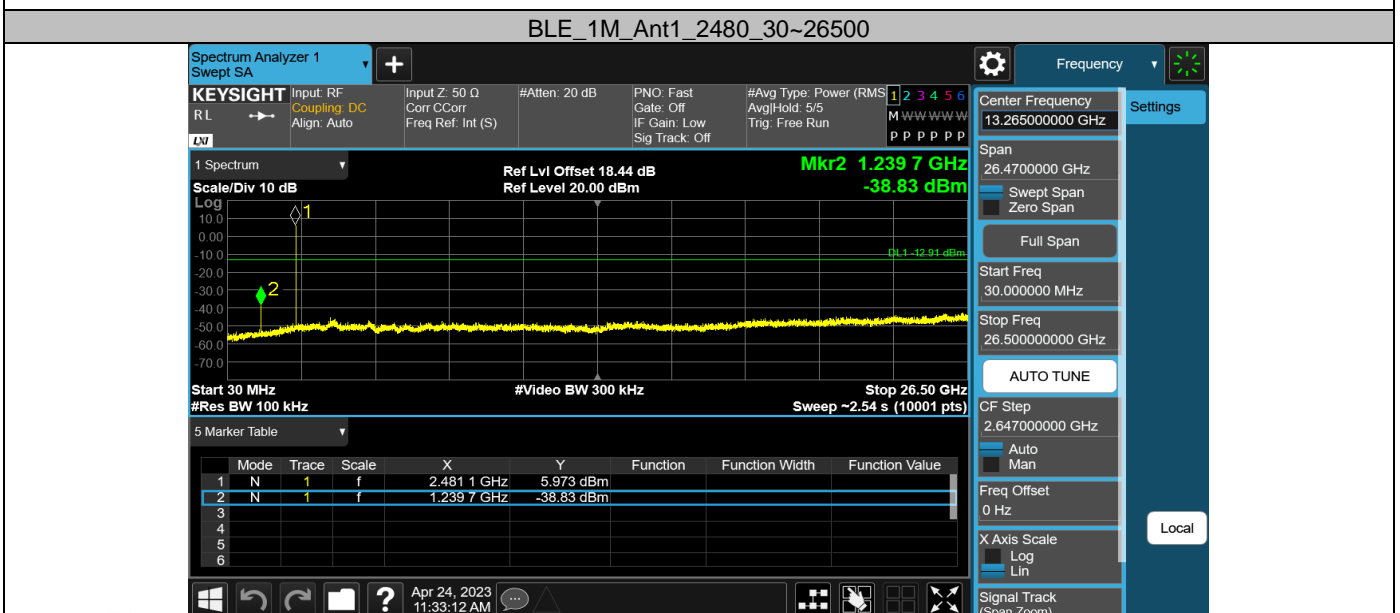 BLE_1M_Ant1_2480_30~26500
Spectrum Analyzer 1
Swept SA
+
Frequency
KEYSIGHT
RL
LXI
Input: RF
Coupling: DC
Align: Auto
Input Z: 50 Ω
Corr CCorr
Freq Ref: Int (S)
#Atten: 20 dB
PNO: Fast
Gate: Off
IF Gain: Low
Sig Track: Off
#Avg Type: Power (RMS
Avg|Hold: 5/5
Trig: Free Run
1 2 3 4 5 6
M W W W W W
P P P P P P
1 Spectrum
Scale/Div 10 dB
Ref Lvl Offset 18.44 dB
Ref Level 20.00 dBm
Mkr2 1.239 7 GHz
-38.83 dBm
Log
10.0
0.00
-10.0
-20.0
-30.0
-40.0
-50.0
-60.0
-70.0
1
2
DL1 -12.91 dBm
Start 30 MHz
#Video BW 300 kHz
Stop 26.50 GHz
#Res BW 100 kHz
Sweep ~2.54 s (10001 pts)
5 Marker Table
Mode Trace Scale X Y Function Function Width Function Value
1 N 1 f 2.481 1 GHz 5.973 dBm
2 N 1 f 1.239 7 GHz -38.83 dBm
3
4
5
6
?
Apr 24, 2023
11:33:12 AM
Center Frequency
13.265000000 GHz
Settings
Span
26.4700000 GHz
Swept Span
Zero Span
Full Span
Start Freq
30.000000 MHz
Stop Freq
26.500000000 GHz
AUTO TUNE
CF Step
2.647000000 GHz
Auto
Man
Freq Offset
0 Hz
Local
X Axis Scale
Log
Lin
Signal Track
(Span Zoom)